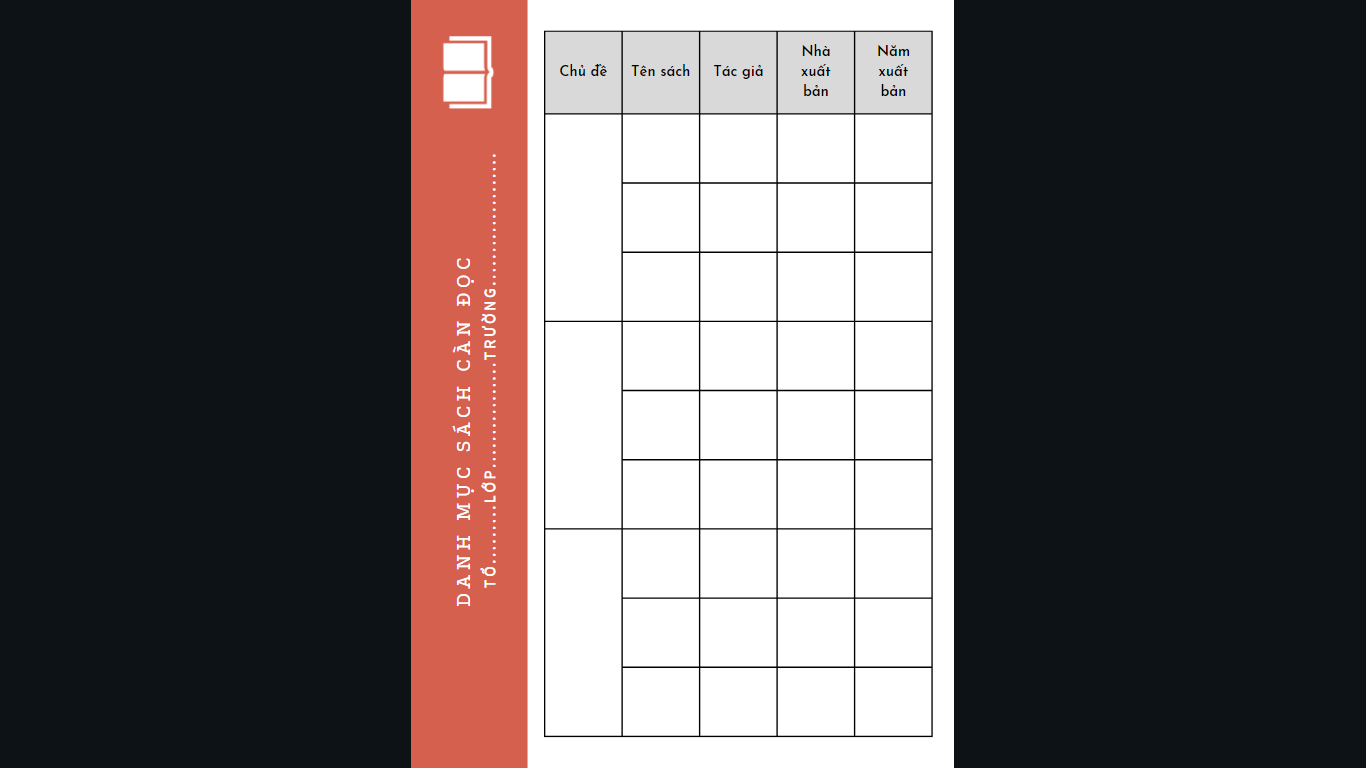 DANH MỤC SÁCH CẦN ĐỌC
TỔ.........LỚP................TRƯỜNG.....................
Chủ đề
Tên sách
Tác giả
Nhà
xuất
bản
Năm
xuất
bản